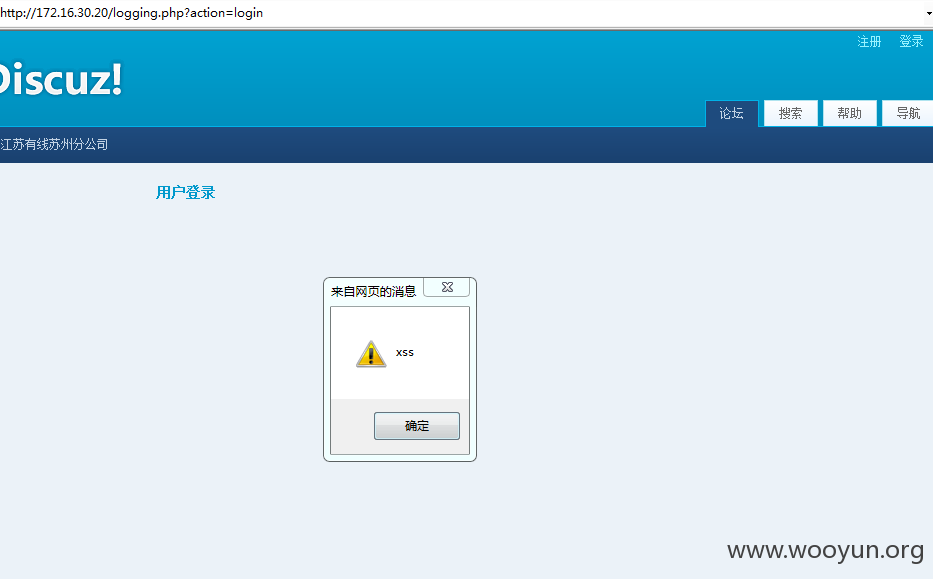 http://172.16.30.20/logging.php?action=login
注册 登录
Discuz!
论坛 搜索 帮助 导航
江苏有线苏州分公司
用户登录
来自网页的消息
xss
确定
www.wooyun.org